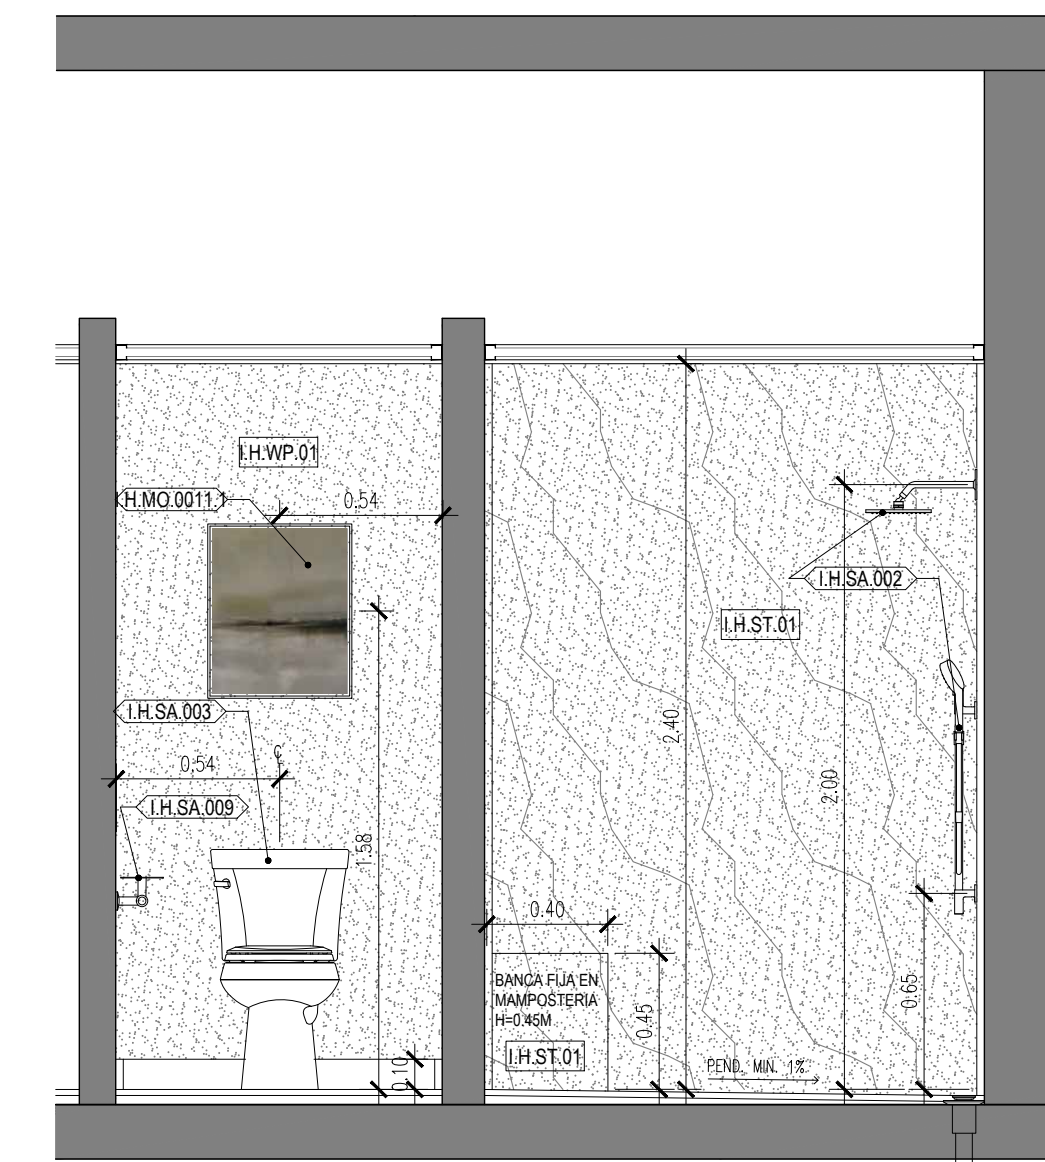 I.H.WP.01
H.MO.0011.1
0.54
I.H.SA.002
I.H.ST.01
I.H.SA.003
2.40
0.54
℄
2.00
I.H.SA.009
1.58
0.40
BANCA FIJA EN
MAMPOSTERIA
H=0.45M
0.65
0.45
I.H.ST.01
PEND. MIN. 1%
0.10